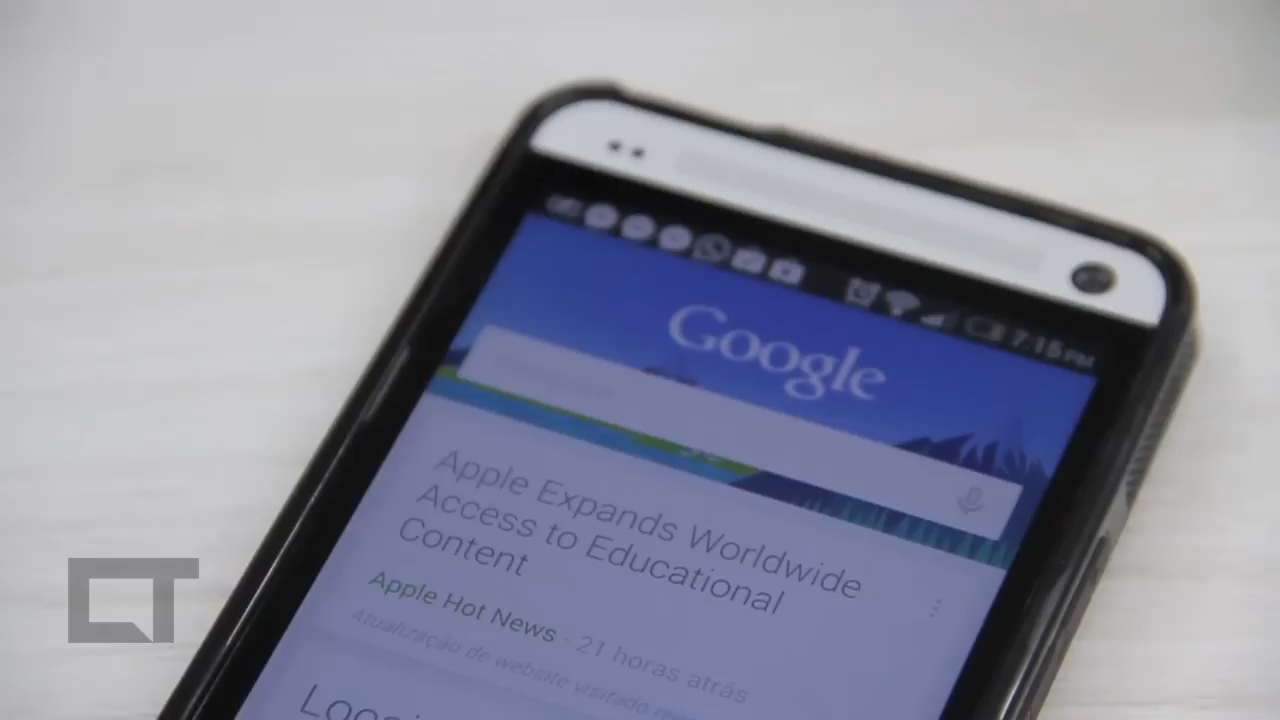 7:15 PM
Google
Apple Expands Worldwide
Access to Educational
Content
Apple Hot News - 21 horas atrás
Atualização de website visitado
CT